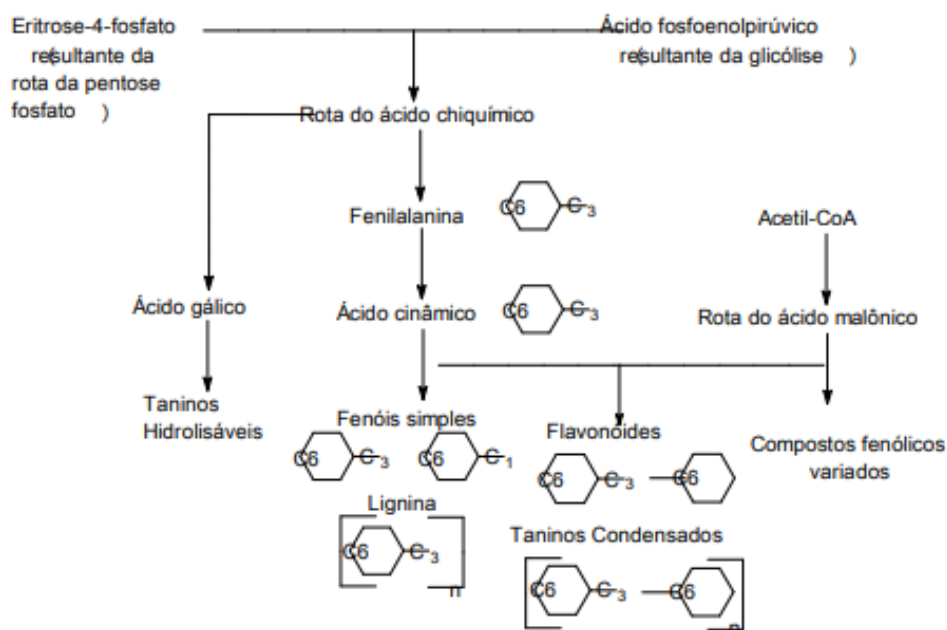 Eritrose-4-fosfato
(resultante da
rota da pentose
fosfato )
Ácido fosfoenolpirúvico
(resultante da glicólise )
Rota do ácido chiquímico
Fenilalanina
C6 C3
Acetil-CoA
Ácido gálico
Ácido cinâmico
C6 C3
Rota do ácido malônico
Taninos
Hidrolisáveis
Fenóis simples
C6 C3
C6 C1
Flavonóides
C6 C3 C6
Compostos fenólicos
variados
Lignina
C6 C3
n
Taninos Condensados
C6 C3 C6
n